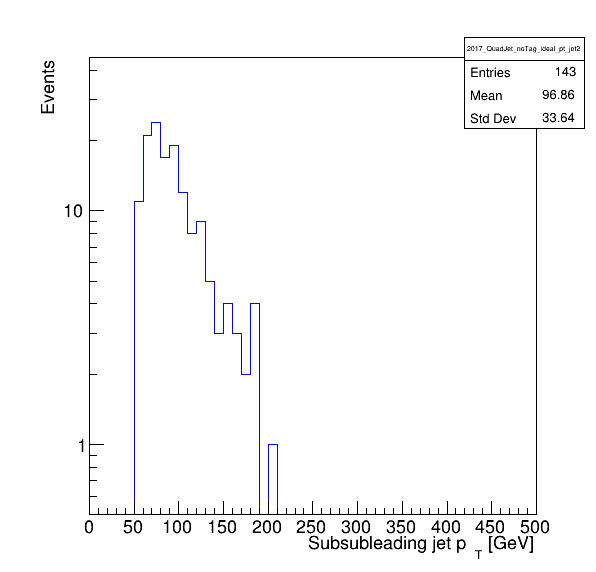 2017_QuadJet_noTag_ideal_pt_jet2
Entries 143
Mean 96.86
Std Dev 33.64
Events
10
1
0 50 100 150 200 250 300 350 400 450 500
Subsubleading jet p_T [GeV]